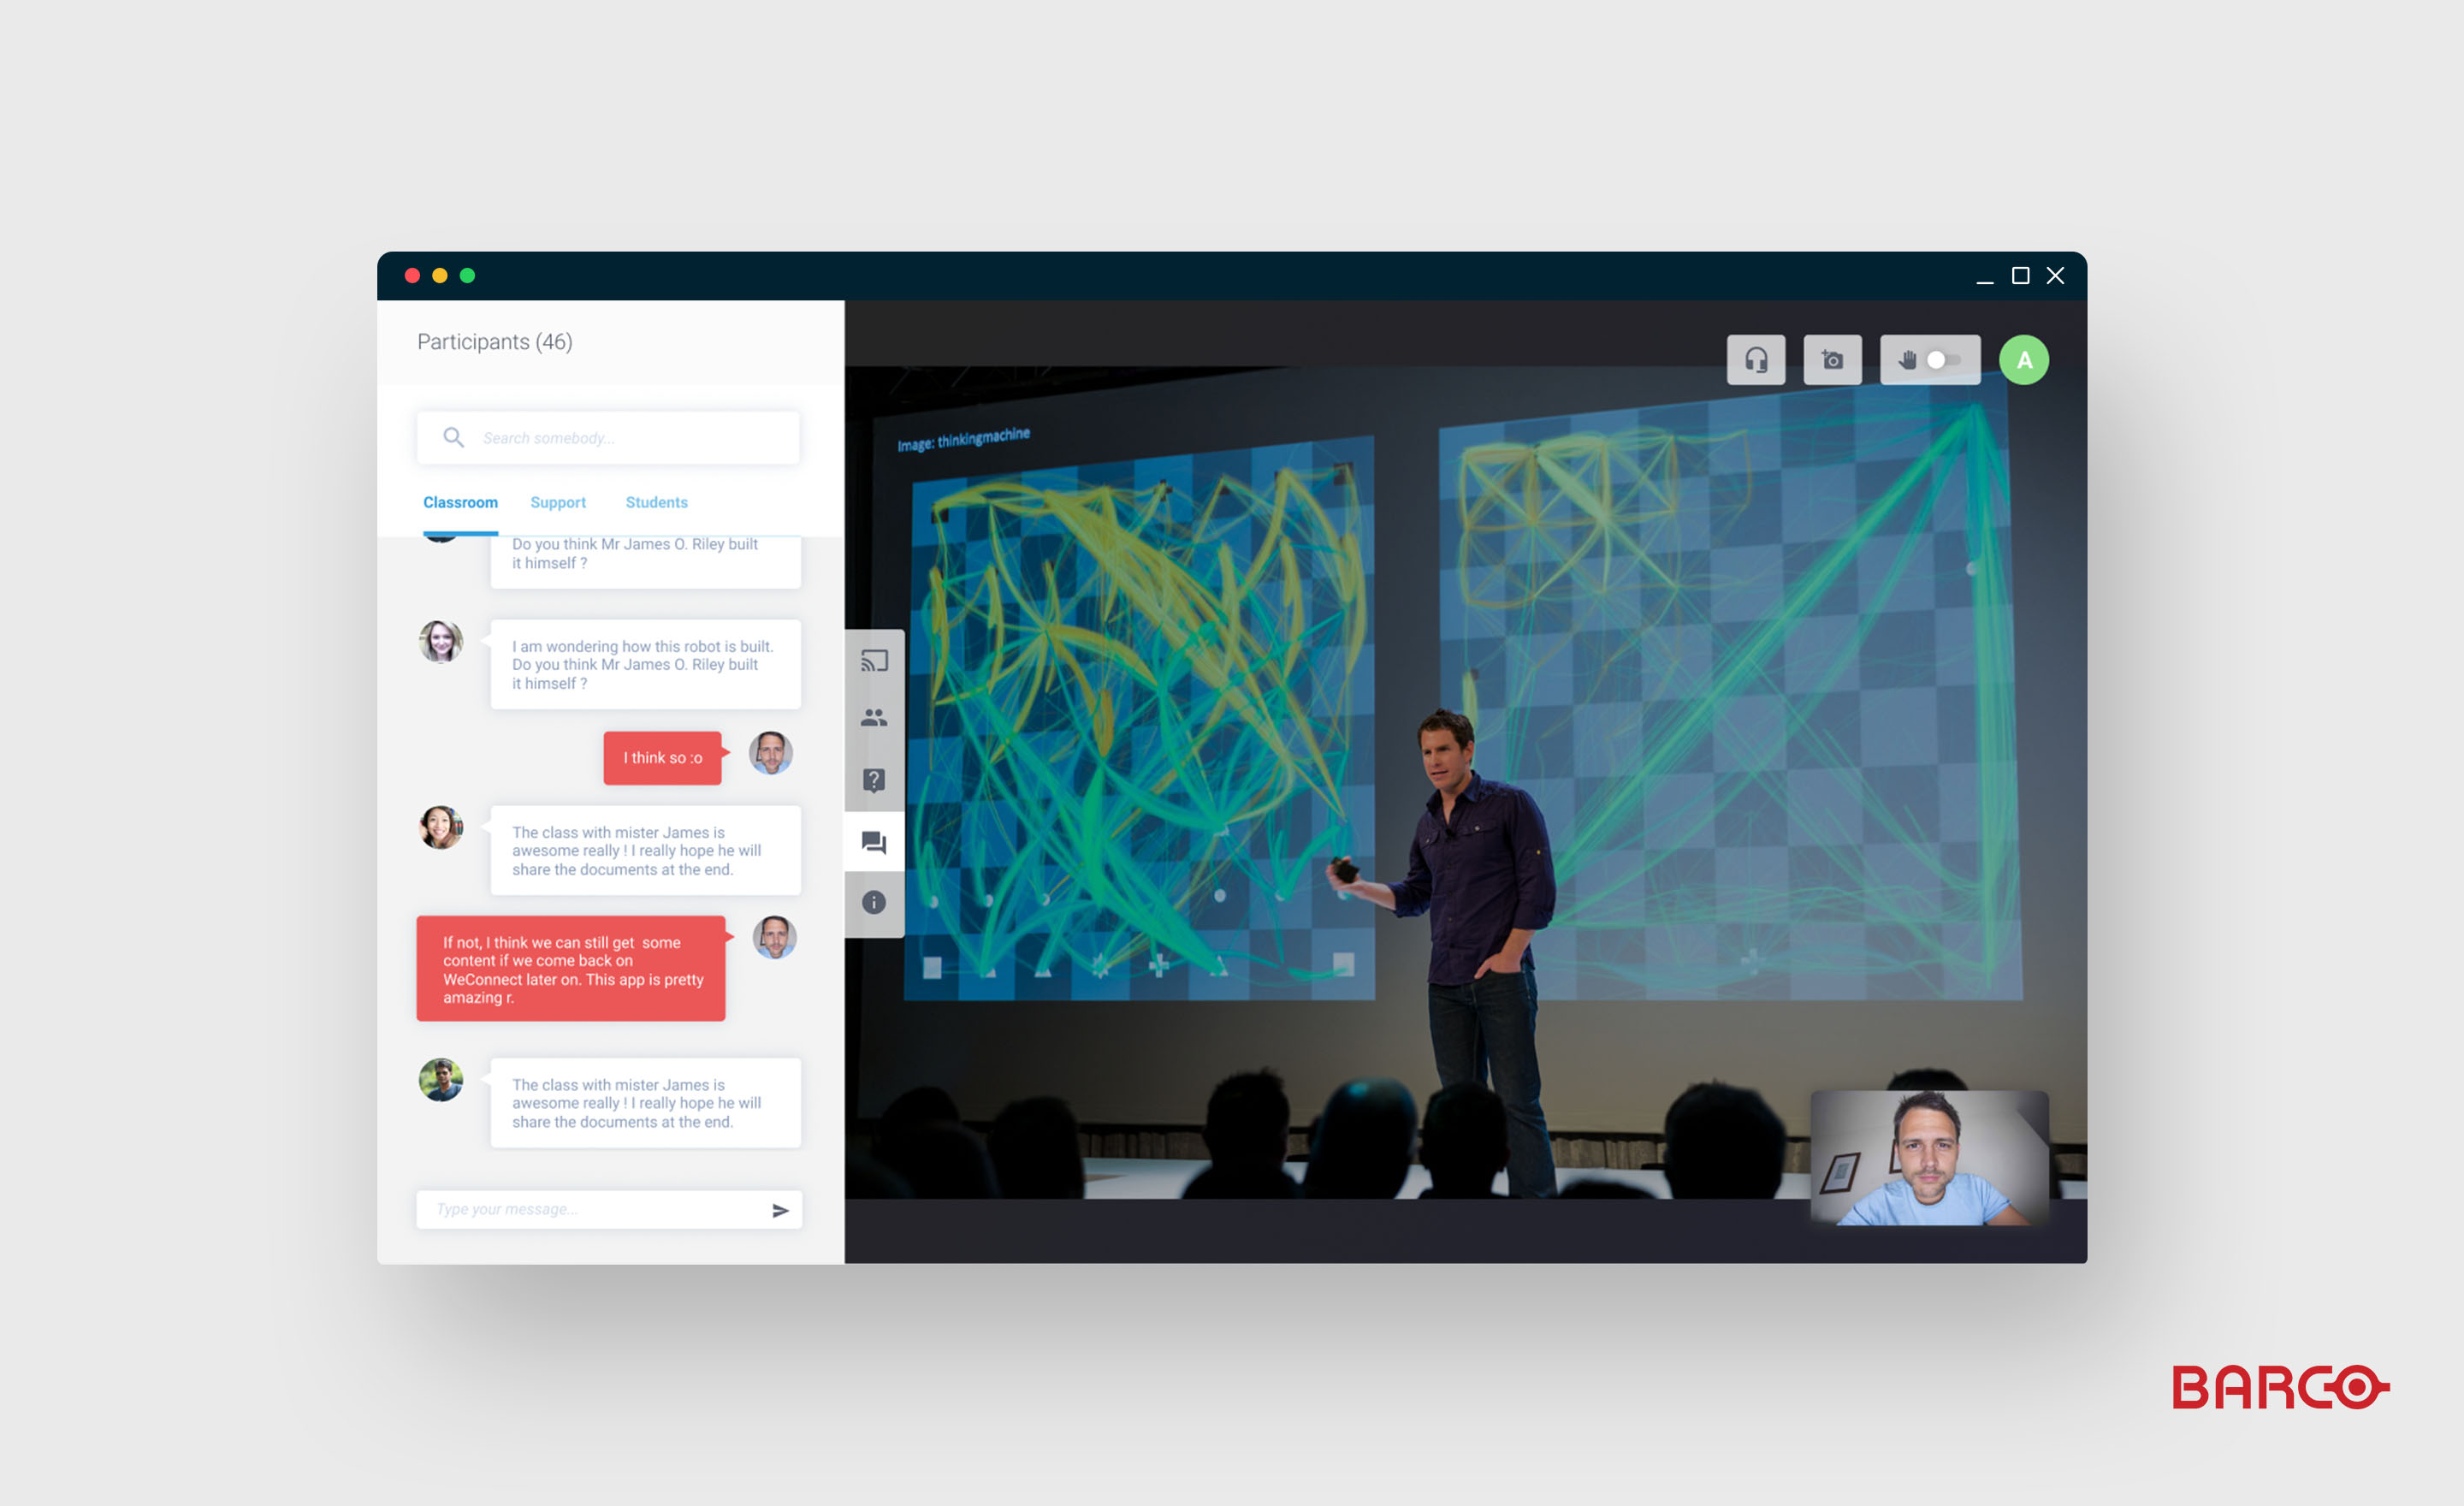 Participants (46)
Search somebody...
Classroom Support Students
Do you think Mr James O. Riley built
it himself ?
I am wondering how this robot is built.
Do you think Mr James O. Riley built
it himself ?
I think so :o
The class with mister James is
awesome really ! I really hope he will
share the documents at the end.
If not, I think we can still get  some
content if we come back on
WeConnect later on. This app is pretty
amazing r.
The class with mister James is
awesome really ! I really hope he will
share the documents at the end.
Type your message...
A
Image: thinkingmachine
BARCO